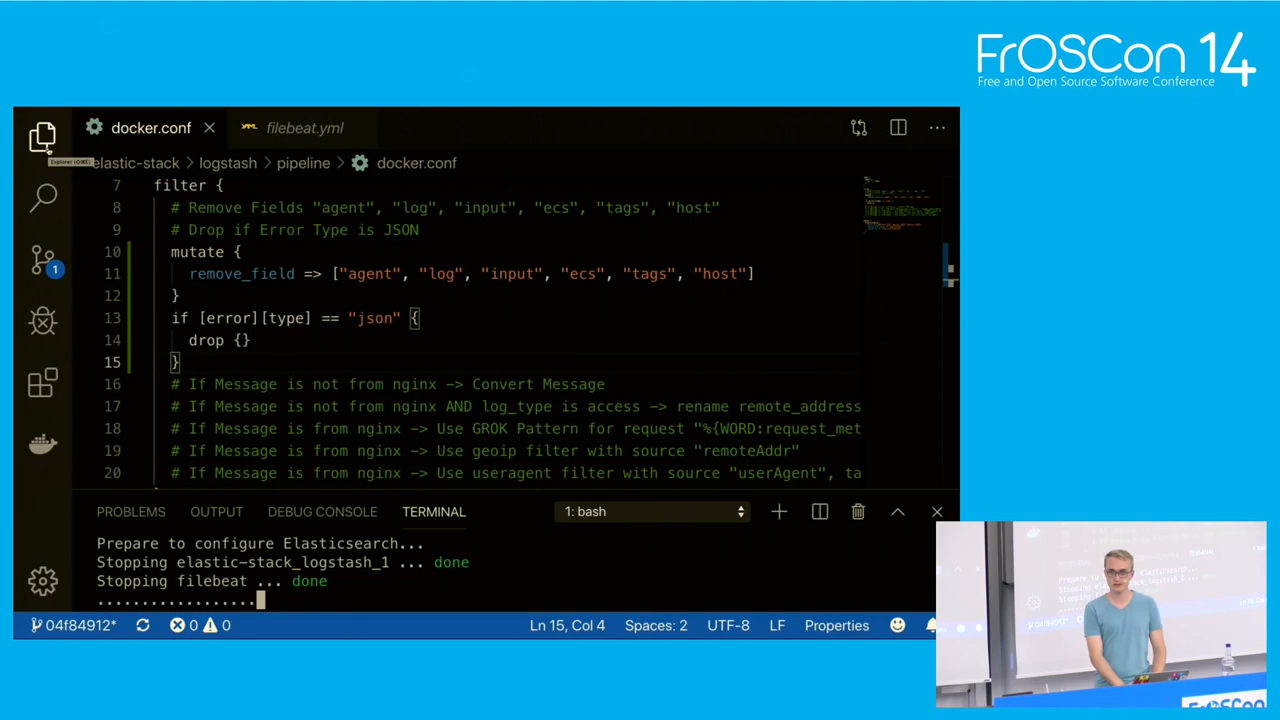 FrOSCon 14
Free and Open Source Software Conference
docker.conf
filebeat.yml
elastic-stack > logstash > pipeline > docker.conf
7 filter {
8 # Remove Fields "agent", "log", "input", "ecs", "tags", "host"
9 # Drop if Error Type is JSON
10 mutate {
11 remove_field => ["agent", "log", "input", "ecs", "tags", "host"]
12 }
13 if [error][type] == "json" {
14 drop {}
15 }
16 # If Message is not from nginx -> Convert Message
17 # If Message is not from nginx AND log_type is access -> rename remote_address
18 # If Message is from nginx -> Use GROK Pattern for request "%{WORD:request_met
19 # If Message is from nginx -> Use geoip filter with source "remoteAddr"
20 # If Message is from nginx -> Use useragent filter with source "userAgent", ta
1
PROBLEMS OUTPUT DEBUG CONSOLE TERMINAL 1: bash
Prepare to configure Elasticsearch...
Stopping elastic-stack_logstash_1 ... done
Stopping filebeat ... done
..................
04f84912* 0 0 Ln 15, Col 4 Spaces: 2 UTF-8 LF Properties
FrOSCon